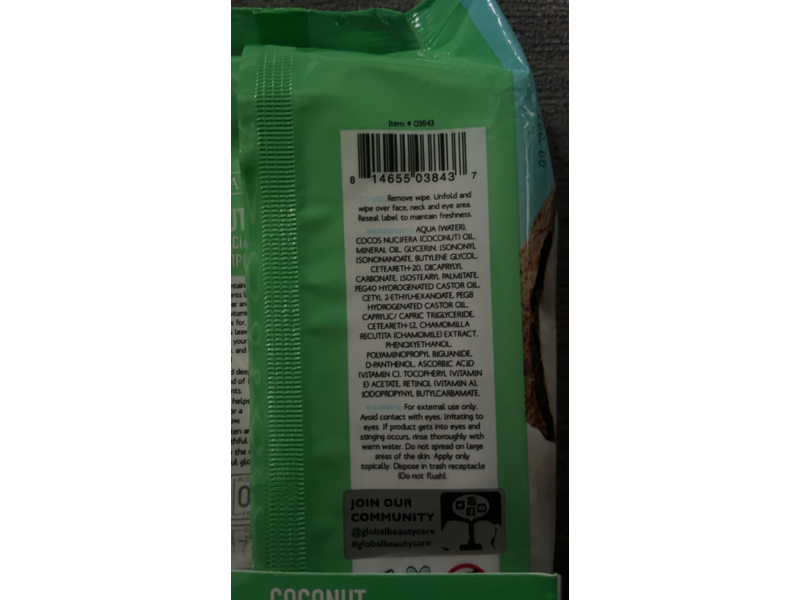 Item # 03843
8 14655 03843 7
TO USE: Remove wipe. Unfold and
wipe over face, neck and eye area.
Reseal label to maintain freshness.
INGREDIENTS: AQUA (WATER),
COCOS NUCIFERA (COCONUT) OIL,
MINERAL OIL, GLYCERIN, ISONONYL
ISONONANOATE, BUTYLENE GLYCOL,
CETEARETH-20, DICAPRYLYL
CARBONATE, ISOSTEARYL PALMITATE,
PEG40 HYDROGENATED CASTOR OIL,
CETYL 2-ETHYLHEXANOATE, PEG8
HYDROGENATED CASTOR OIL,
CAPRYLIC/ CAPRIC TRIGLYCERIDE,
CETEARETH-12, CHAMOMILLA
RECUTITA (CHAMOMILE) EXTRACT,
PHENOXYETHANOL,
POLYAMINOPROPYL BIGUANIDE,
D-PANTHENOL, ASCORBIC ACID
(VITAMIN C), TOCOPHERYL (VITAMIN
E) ACETATE, RETINOL (VITAMIN A),
IODOPROPYNYL BUTYLCARBAMATE.
WARNING: For external use only.
Avoid contact with eyes. Irritating to
eyes. If product gets into eyes and
stinging occurs, rinse thoroughly with
warm water. Do not spread on large
areas of the skin. Apply only
topically. Dispose in trash receptacle
(Do not flush).
JOIN OUR
COMMUNITY
@globalbeautycare
#globalbeautycare
COCONUT